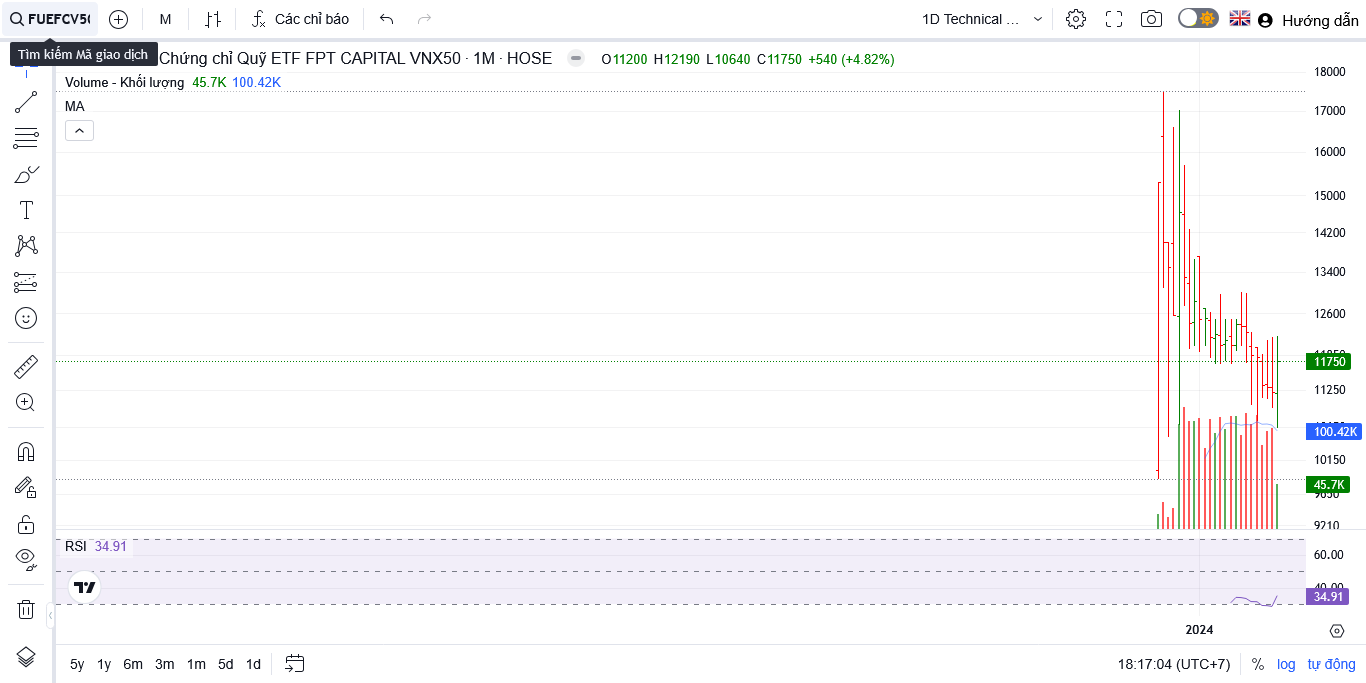 FUEFCV50
M
Các chỉ báo
1D Technical ...
Hướng dẫn
Tìm kiếm Mã giao dịch
Chứng chỉ Quỹ ETF FPT CAPITAL VNX50 · 1M · HOSE
O11200 H12190 L10640 C11750 +540 (+4.82%)
Volume - Khối lượng 45.7K 100.42K
MA
18000
17000
16000
15000
14200
13400
12600
11750
11250
100.42K
10150
45.7K
9210
RSI 34.91
60.00
40.00
34.91
2024
5y 1y 6m 3m 1m 5d 1d
18:17:04 (UTC+7) % log tự động